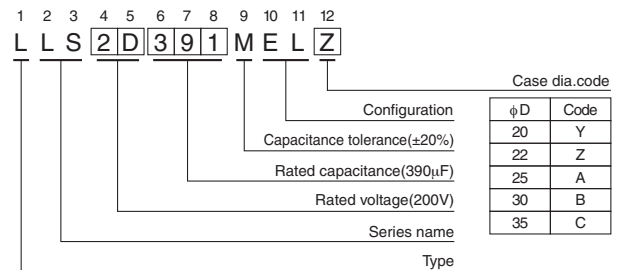 1 2 3 4 5 6 7 8 9 10 11 12
L L S 2 D 3 9 1 M E L Z
Case dia.code
Configuration
Capacitance tolerance(±20%)
Rated capacitance(390µF)
Rated voltage(200V)
Series name
Type
φD Code
20 Y
22 Z
25 A
30 B
35 C